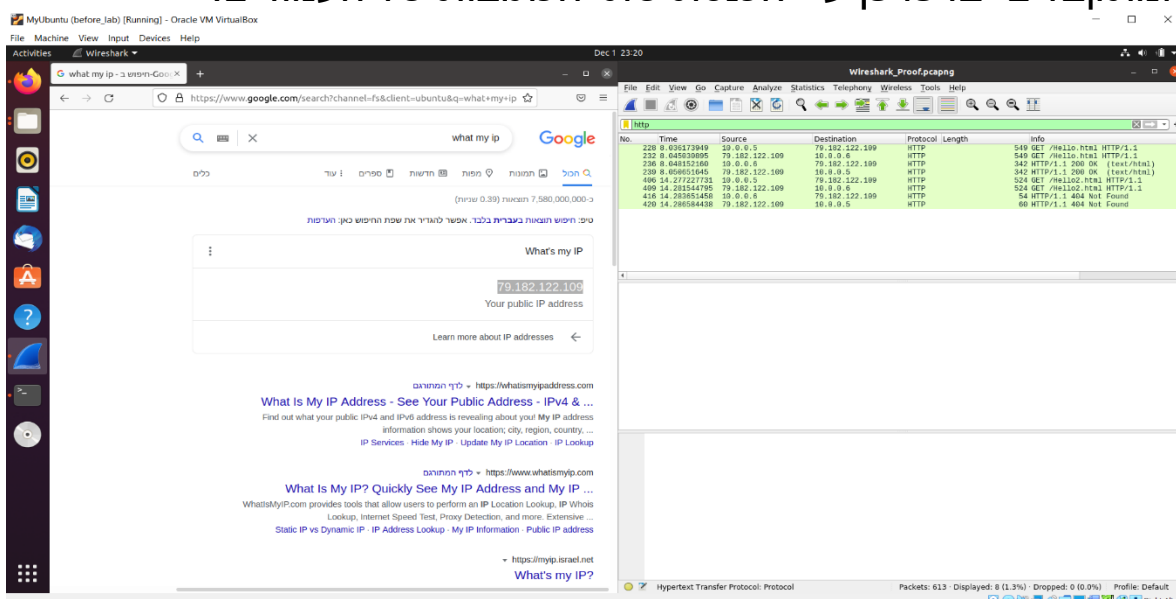 MyUbuntu (before_lab) [Running] - Oracle VM VirtualBox
File Machine View Input Devices Help
Activities Wireshark Dec 1 23:20
what my ip - חיפוש ב-Goo
https://www.google.com/search?channel=fs&client=ubuntu&q=what+my+ip
what my ip
Google
הכול תמונות מפות חדשות ספרים עוד כלים
כ-7,580,000,000 תוצאות (0.39 שניות)
טיפ: חיפוש תוצאות בעברית בלבד. אפשר להגדיר את שפת החיפוש כאן: העדפות
What's my IP
79.182.122.109
Your public IP address
Learn more about IP addresses
https://whatismyipaddress.com לדף המתורגם
What Is My IP Address - See Your Public Address - IPv4 & ...
Find out what your public IPv4 and IPv6 address is revealing about you! My IP address
information shows your location; city, region, country, ...
IP Services · Hide My IP · Update My IP Location · IP Lookup
https://www.whatismyip.com לדף המתורגם
What Is My IP? Quickly See My IP Address and My IP ...
WhatIsMyIP.com provides tools that allow users to perform an IP Location Lookup, IP Whois
Lookup, Internet Speed Test, Proxy Detection, and more. Extensive ...
Static IP vs Dynamic IP · IP Address Lookup · My IP Information · Public IP address
https://myip.israel.net
What's my IP?
Wireshark_Proof.pcapng
File Edit View Go Capture Analyze Statistics Telephony Wireless Tools Help
http
No. Time Source Destination Protocol Length Info
228 8.036173949 10.0.0.5 79.182.122.109 HTTP 549 GET /Hello.html HTTP/1.1
232 8.045030895 79.182.122.109 10.0.0.6 HTTP 549 GET /Hello.html HTTP/1.1
236 8.048152160 10.0.0.6 79.182.122.109 HTTP 342 HTTP/1.1 200 OK (text/html)
239 8.050651645 79.182.122.109 10.0.0.5 HTTP 342 HTTP/1.1 200 OK (text/html)
406 14.277227731 10.0.0.5 79.182.122.109 HTTP 524 GET /Hello2.html HTTP/1.1
409 14.281544795 79.182.122.109 10.0.0.6 HTTP 524 GET /Hello2.html HTTP/1.1
416 14.283651458 10.0.0.6 79.182.122.109 HTTP 54 HTTP/1.1 404 Not Found
420 14.286584438 79.182.122.109 10.0.0.5 HTTP 60 HTTP/1.1 404 Not Found
Hypertext Transfer Protocol: Protocol Packets: 613 · Displayed: 8 (1.3%) · Dropped: 0 (0.0%) Profile: Default